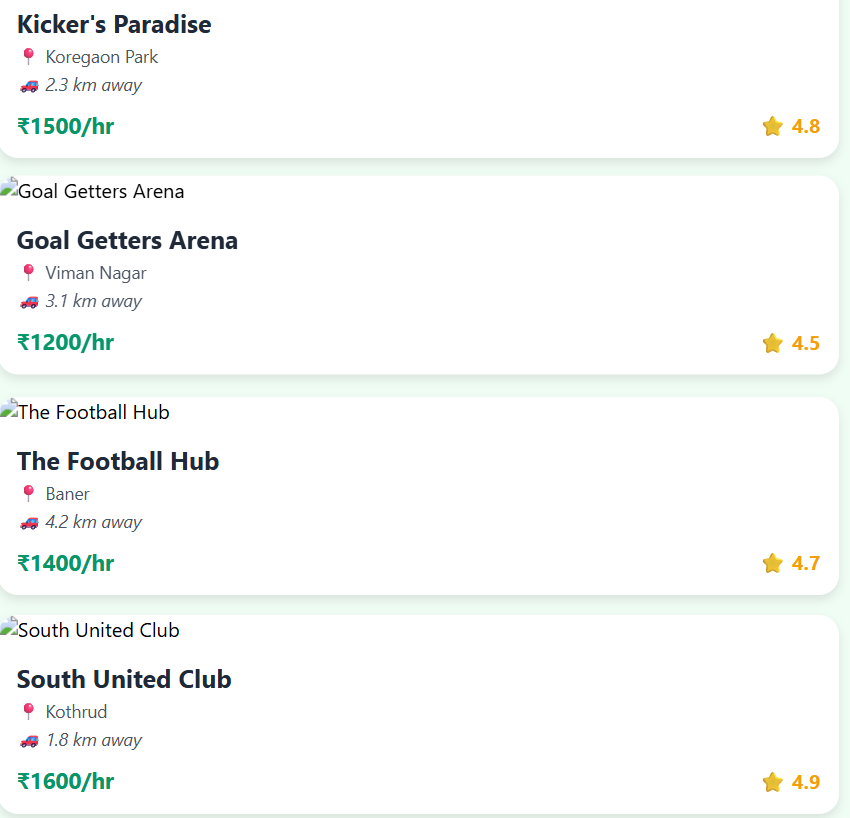 Kicker's Paradise
📍 Koregaon Park
🚙 2.3 km away
₹1500/hr ⭐ 4.8
Goal Getters Arena
Goal Getters Arena
📍 Viman Nagar
🚙 3.1 km away
₹1200/hr ⭐ 4.5
The Football Hub
The Football Hub
📍 Baner
🚙 4.2 km away
₹1400/hr ⭐ 4.7
South United Club
South United Club
📍 Kothrud
🚙 1.8 km away
₹1600/hr ⭐ 4.9